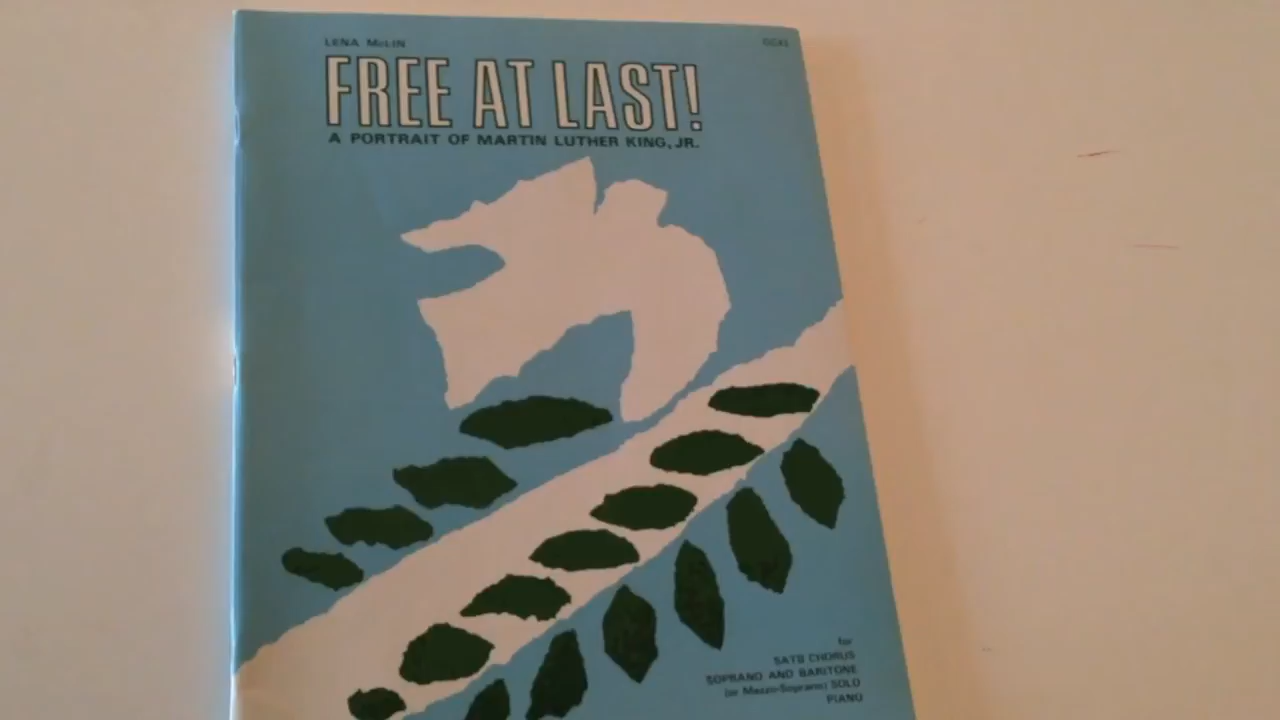 LENA McLIN
FREE AT LAST!
A PORTRAIT OF MARTIN LUTHER KING, JR.
for
SATB CHORUS
SOPRANO AND BARITONE
(or Mezzo-Soprano) SOLO
PIANO